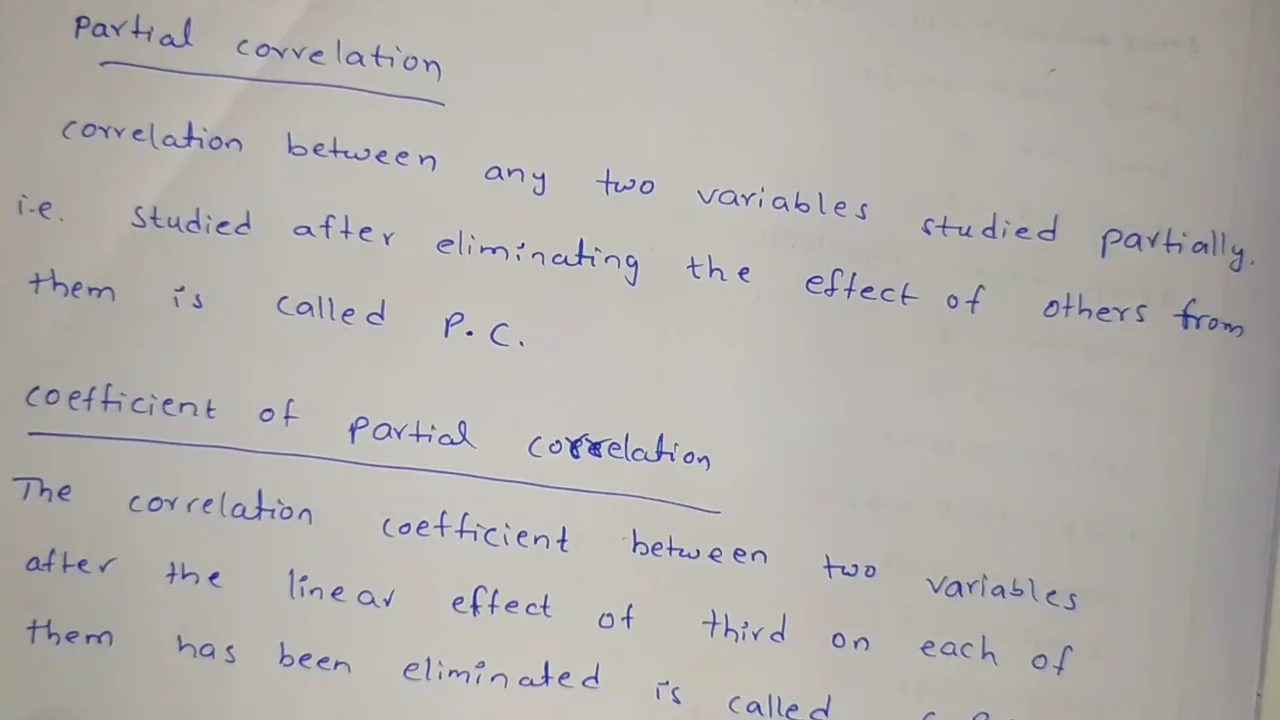 Partial correlation
correlation between any two variables studied partially.
i.e. studied after eliminating the effect of others from
them is called P.C.
coefficient of partial correlation
The correlation coefficient between two variables
after the linear effect of third on each of
them has been eliminated is called